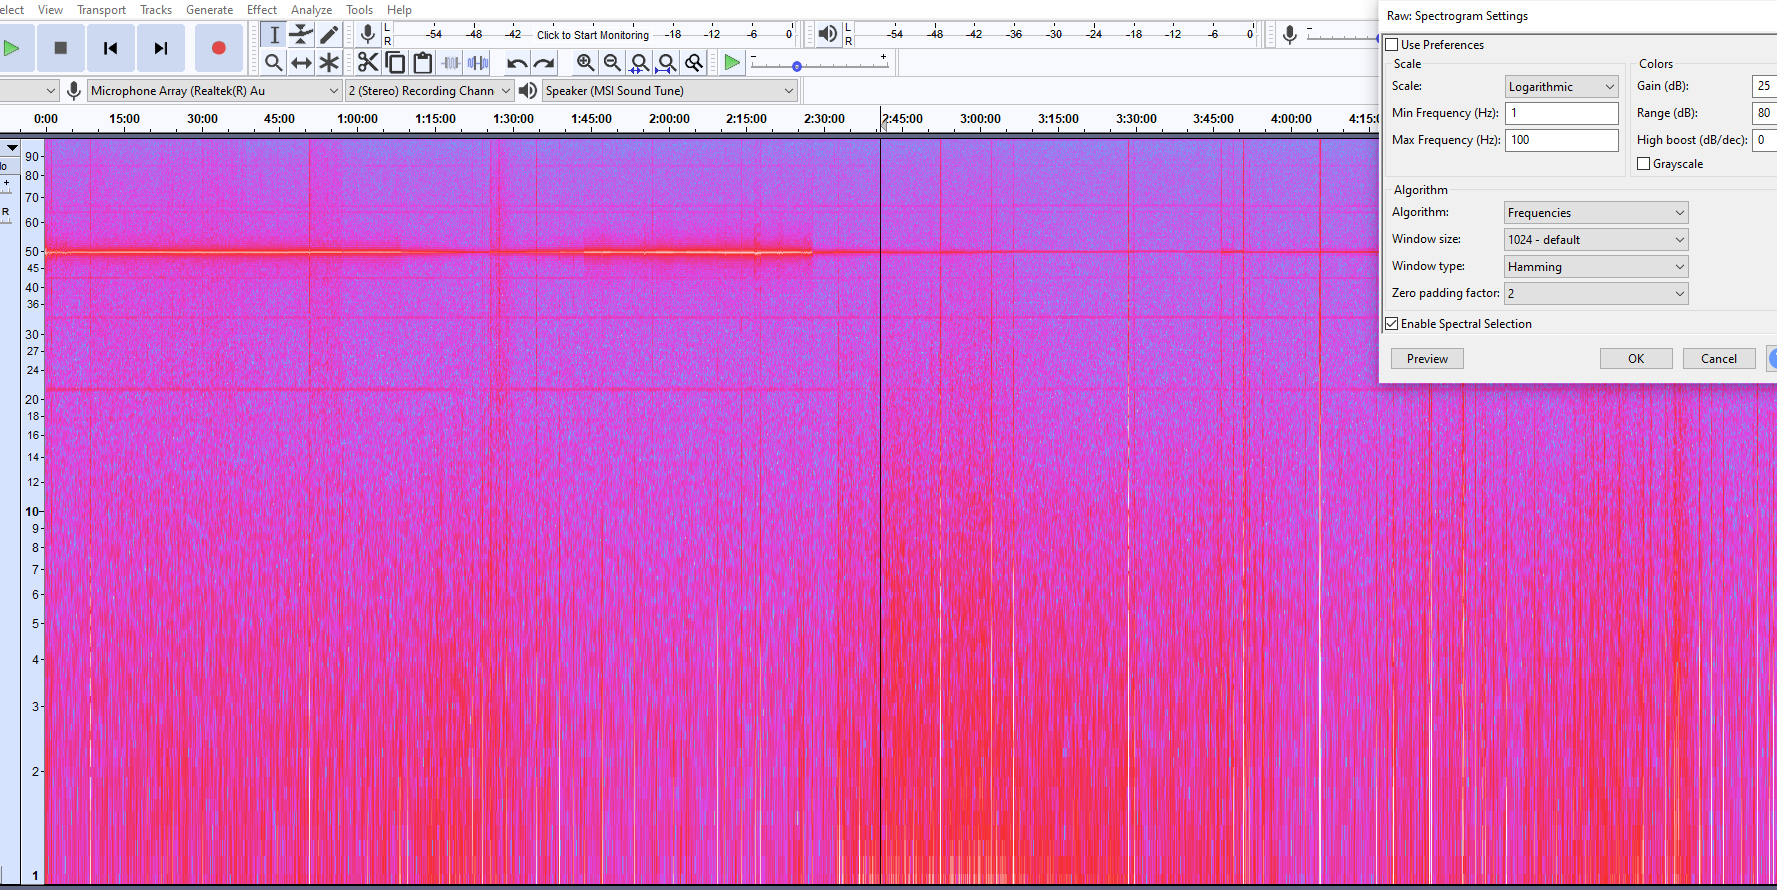 elect View Transport Tracks Generate Effect Analyze Tools Help
Raw: Spectrogram Settings
L
R
-54 -48 -42 Click to Start Monitoring -18 -12 -6 0
L
R
-54 -48 -42 -36 -30 -24 -18 -12 -6 0
Microphone Array (Realtek(R) Au
2 (Stereo) Recording Chann
Speaker (MSI Sound Tune)
0:00 15:00 30:00 45:00 1:00:00 1:15:00 1:30:00 1:45:00 2:00:00 2:15:00 2:30:00 2:45:00 3:00:00 3:15:00 3:30:00 3:45:00 4:00:00 4:15:0
Use Preferences
Scale
Scale: Logarithmic
Min Frequency (Hz): 1
Max Frequency (Hz): 100
Colors
Gain (dB): 25
Range (dB): 80
High boost (dB/dec): 0
Grayscale
Algorithm
Algorithm: Frequencies
Window size: 1024 - default
Window type: Hamming
Zero padding factor: 2
Enable Spectral Selection
Preview OK Cancel
R
90
80
70
60
50
45
40
36
30
27
24
20
18
16
14
12
10
9
8
7
6
5
4
3
2
1